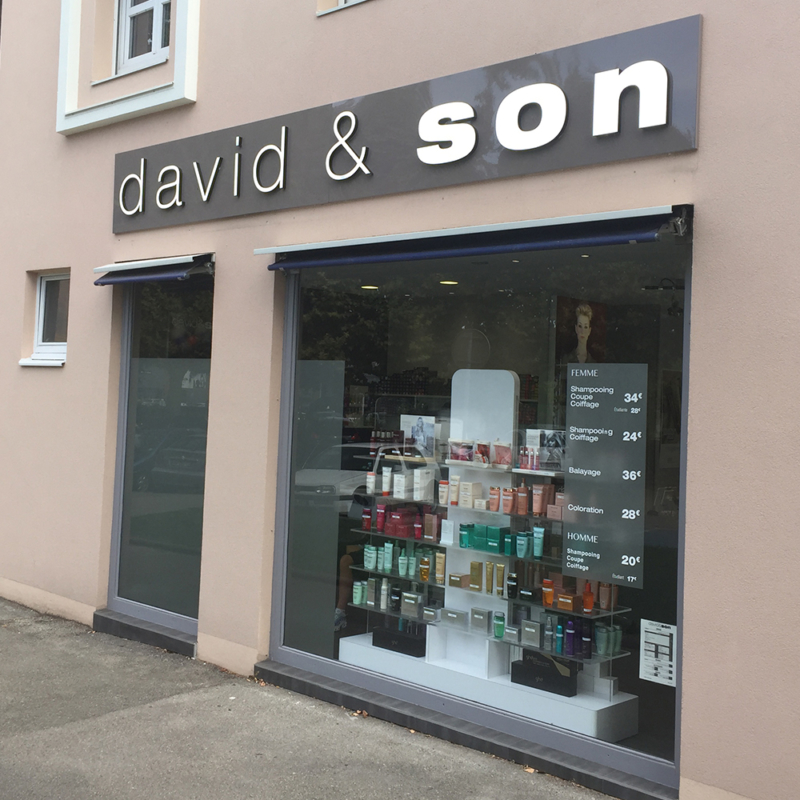 david & son
FEMME
Shampooing
Coupe
Coiffage 34€
28€
Shampooing
Coiffage 24€
Balayage 36€
Coloration 28€
HOMME
Shampooing
Coupe
Coiffage 20€
17€